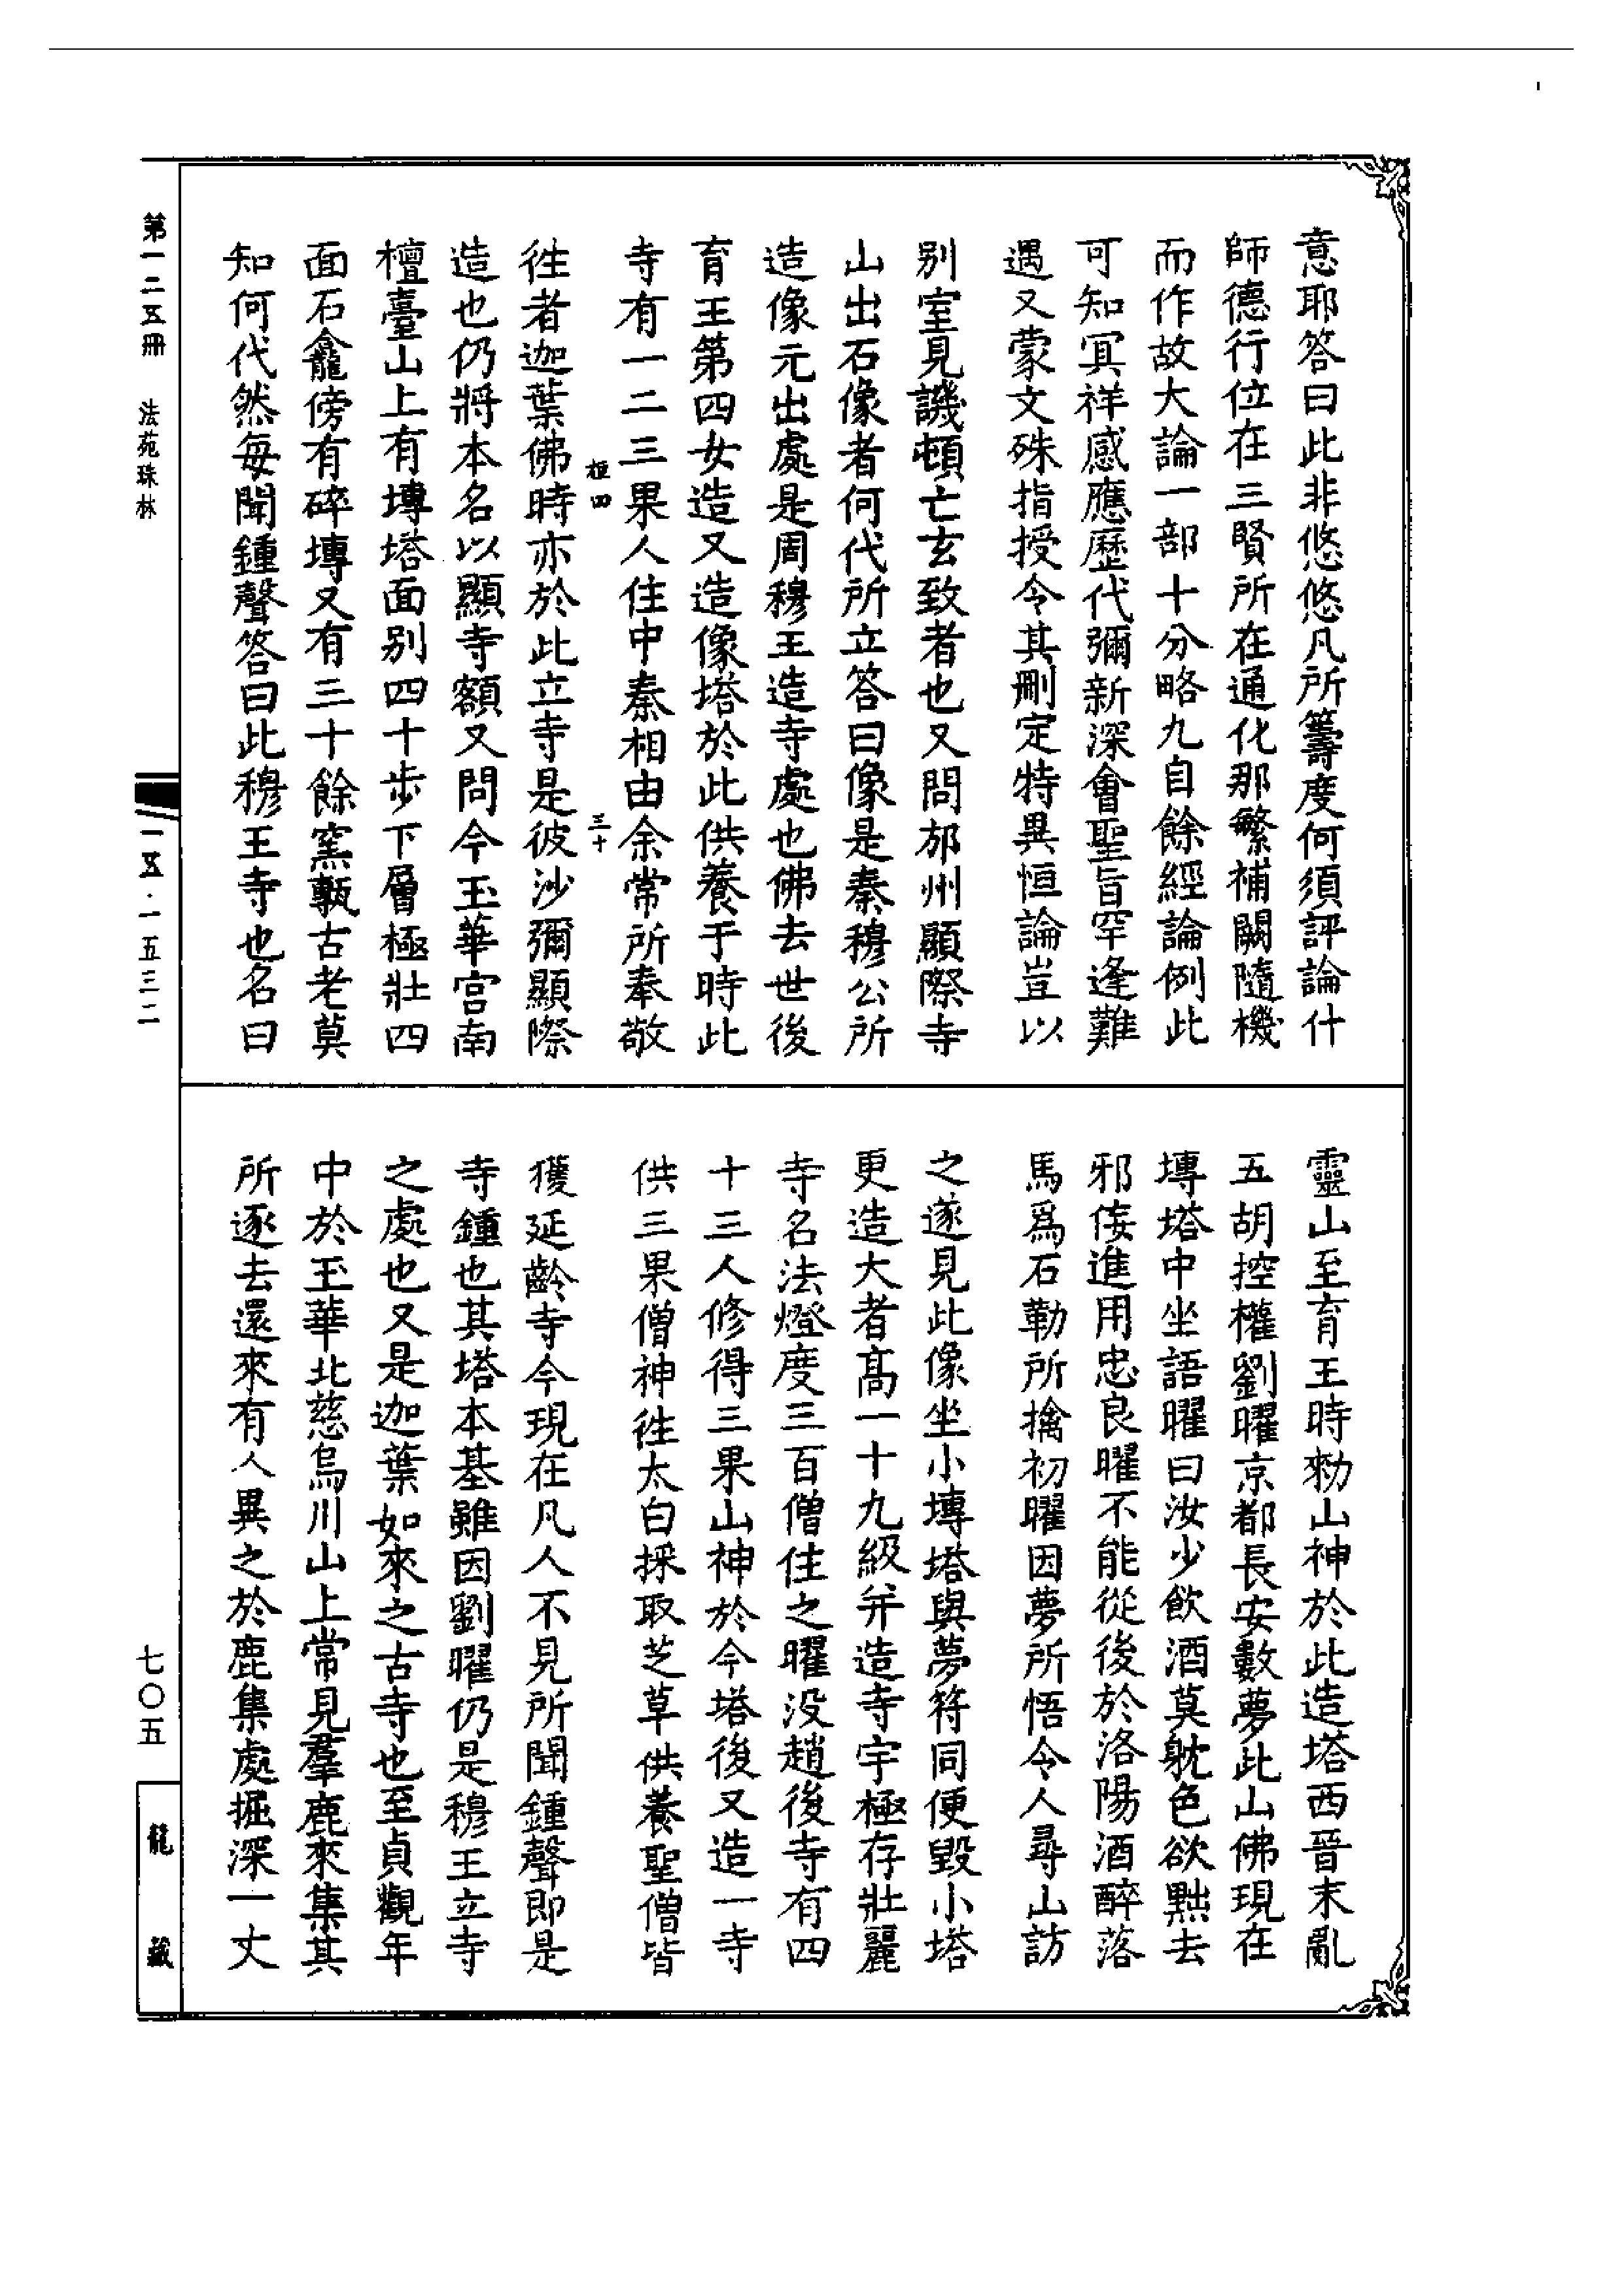 意耶答曰此非悠悠凡所籌度何須評論什
師德行位在三賢所在通化那繁補闕隨機
而作故大論一部十分略九自餘經論例此
可知冥祥感應歷代彌新深會聖旨罕逢難
遇又蒙文殊指授令其刪定特異恒論豈以
別室見譏頓亡玄致者也又問邡州顯際寺
山出石像者何代所立答曰像是秦穆公所
造像元出處是周穆王造寺處也佛去世後
育王第四女造又造像塔於此供養于時此
寺有一二三果人住中秦相由余常所奉敬
桓四
三十
往者迦葉佛時亦於此立寺是彼沙彌顯際
造也仍將本名以顯寺額又問今玉華宮南
檀臺山上有塼塔面別四十步下層極壯四
面石龕傍有碎塼又有三十餘窯甎古老莫
知何代然每聞鍾聲答曰此穆王寺也名曰
靈山至育王時勑山神於此造塔西晉末亂
五胡控權劉曜京都長安數夢此山佛現在
塼塔中坐語曜曰汝少飲酒莫躭色欲黜去
邪佞進用忠良曜不能從後於洛陽酒醉落
馬爲石勒所擒初曜因夢所悟令人尋山訪
之遂見此像坐小塼塔與夢符同便毀小塔
更造大者高一十九級并造寺宇極存壯麗
寺名法燈度三百僧住之曜没趙後寺有四
十三人修得三果山神於今塔後又造一寺
供三果僧神往太白採取芝草供養聖僧皆
獲延齡寺今現在凡人不見所聞鍾聲即是
寺鍾也其塔本基雖因劉曜仍是穆王立寺
之處也又是迦葉如來之古寺也至貞觀年
中於玉華北慈烏川山上常見羣鹿來集其
所逐去還來有人異之於鹿集處掘深一丈
第一二五冊　法苑珠林
一五·一五三二
七〇五
龍藏